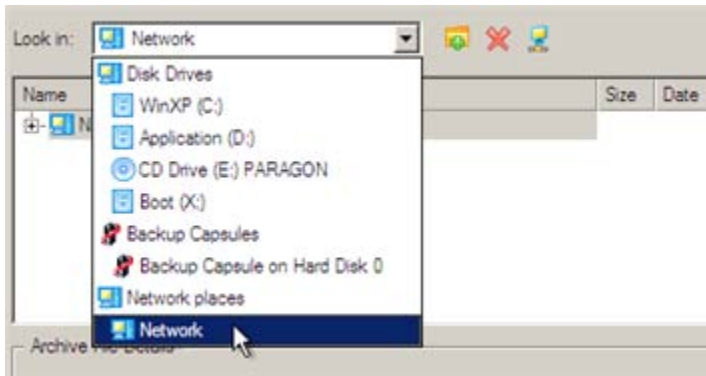 Look in: Network
Name Size Date
Disk Drives
WinXP (C:)
N
Application (D:)
CD Drive (E:) PARAGON
Boot (X:)
Backup Capsules
Backup Capsule on Hard Disk 0
Network places
Network
Archive File Details